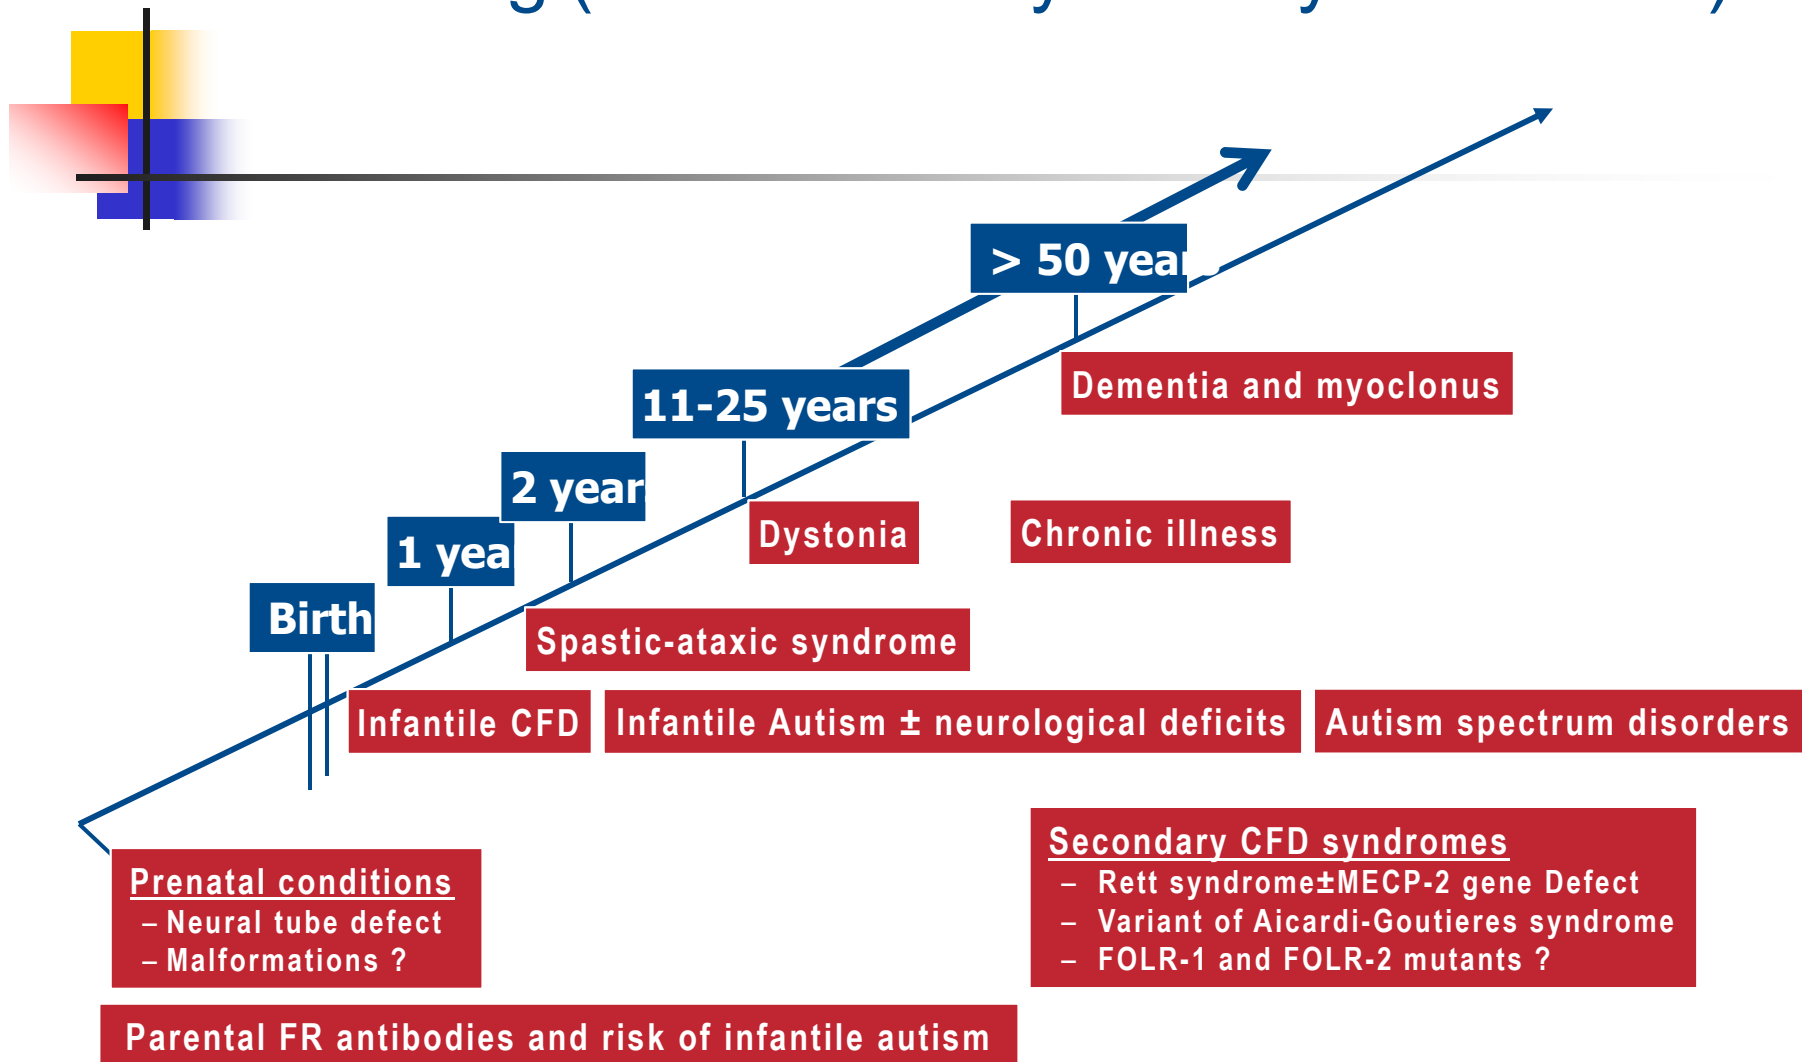 > 50 years
Dementia and myoclonus
11-25 years
2 year
Dystonia
Chronic illness
1 yea
Birth
Spastic-ataxic syndrome
Infantile CFD
Infantile Autism ± neurological deficits
Autism spectrum disorders
Prenatal conditions
– Neural tube defect
– Malformations ?
Secondary CFD syndromes
– Rett syndrome±MECP-2 gene Defect
– Variant of Aicardi-Goutieres syndrome
– FOLR-1 and FOLR-2 mutants ?
Parental FR antibodies and risk of infantile autism